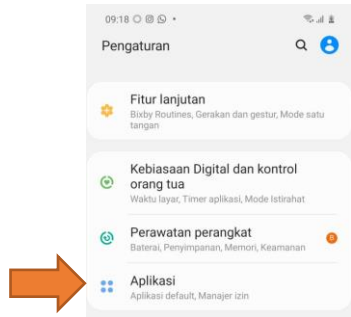 09:18
Pengaturan
Fitur lanjutan
Bixby Routines, Gerakan dan gestur, Mode satu
tangan
Kebiasaan Digital dan kontrol
orang tua
Waktu layar, Timer aplikasi, Mode Istirahat
Perawatan perangkat
Baterai, Penyimpanan, Memori, Keamanan
Aplikasi
Aplikasi default, Manajer izin